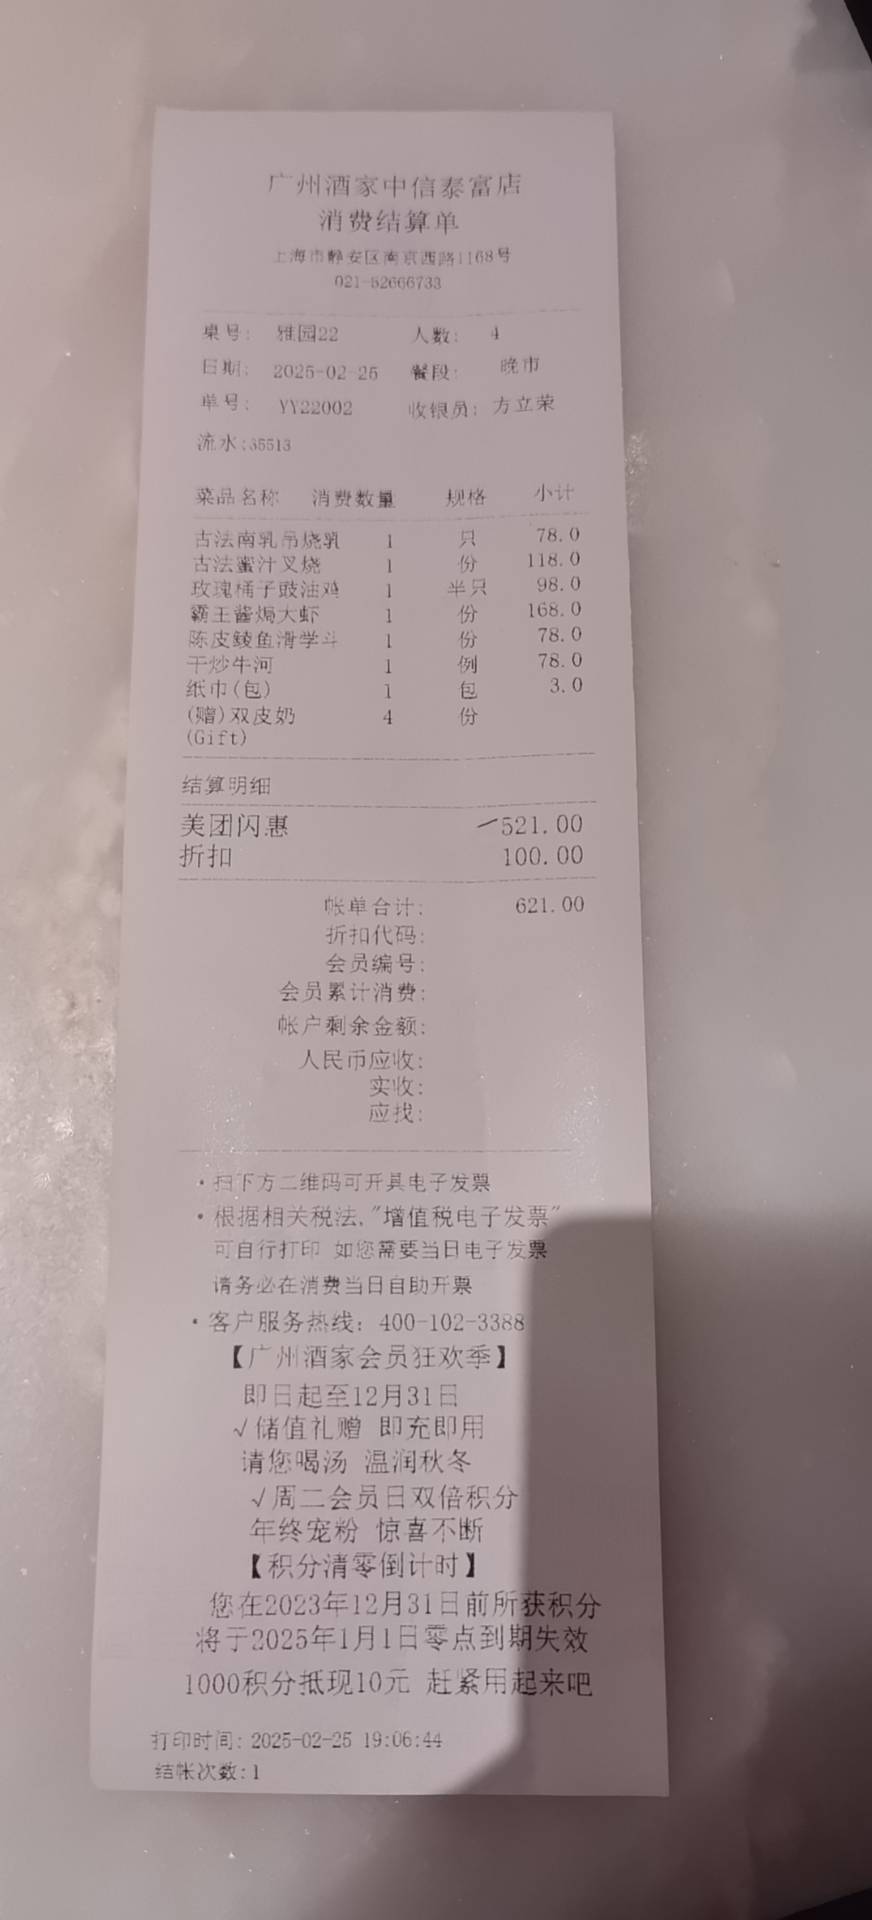 广州酒家中信泰富店
消费结算单
上海市静安区南京西路1168号
021-52666733
桌号: 雅园22 人数: 4
日期: 2025-02-25 餐段: 晚市
单号: YY22002 收银员: 方立荣
流水:35513
菜品名称 消费数量 规格 小计
古法南乳吊烧乳 1 只 78.0
古法蜜汁叉烧 1 份 118.0
玫瑰桶子豉油鸡 1 半只 98.0
霸王酱焗大虾 1 份 168.0
陈皮鲮鱼滑学斗 1 份 78.0
干炒牛河 1 例 78.0
纸巾(包) 1 包 3.0
(赠)双皮奶 4 份
(Gift)
结算明细
美团闪惠 521.00
折扣 100.00
帐单合计: 621.00
折扣代码:
会员编号:
会员累计消费:
帐户剩余金额:
人民币应收:
实收:
应找:
·扫下方二维码可开具电子发票
·根据相关税法,"增值税电子发票"
可自行打印 如您需要当日电子发票
请务必在消费当日自助开票
·客户服务热线: 400-102-3388
【广州酒家会员狂欢季】
即日起至12月31日
√储值礼赠 即充即用
请您喝汤 温润秋冬
√周二会员日双倍积分
年终宠粉 惊喜不断
【积分清零倒计时】
您在2023年12月31日前所获积分
将于2025年1月1日零点到期失效
1000积分抵现10元 赶紧用起来吧
打印时间: 2025-02-25 19:06:44
结帐次数:1